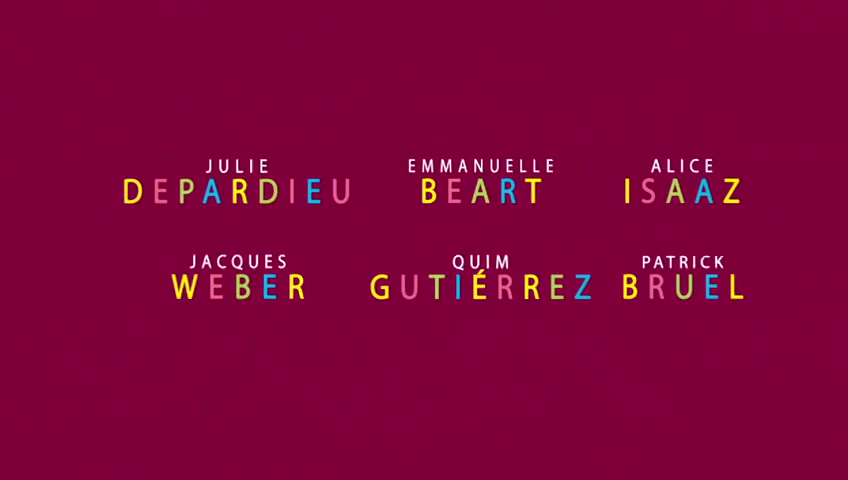 JULIE
DEPARDIEU
EMMANUELLE
BEART
ALICE
ISAAZ
JACQUES
WEBER
QUIM
GUTIÉRREZ
PATRICK
BRUEL